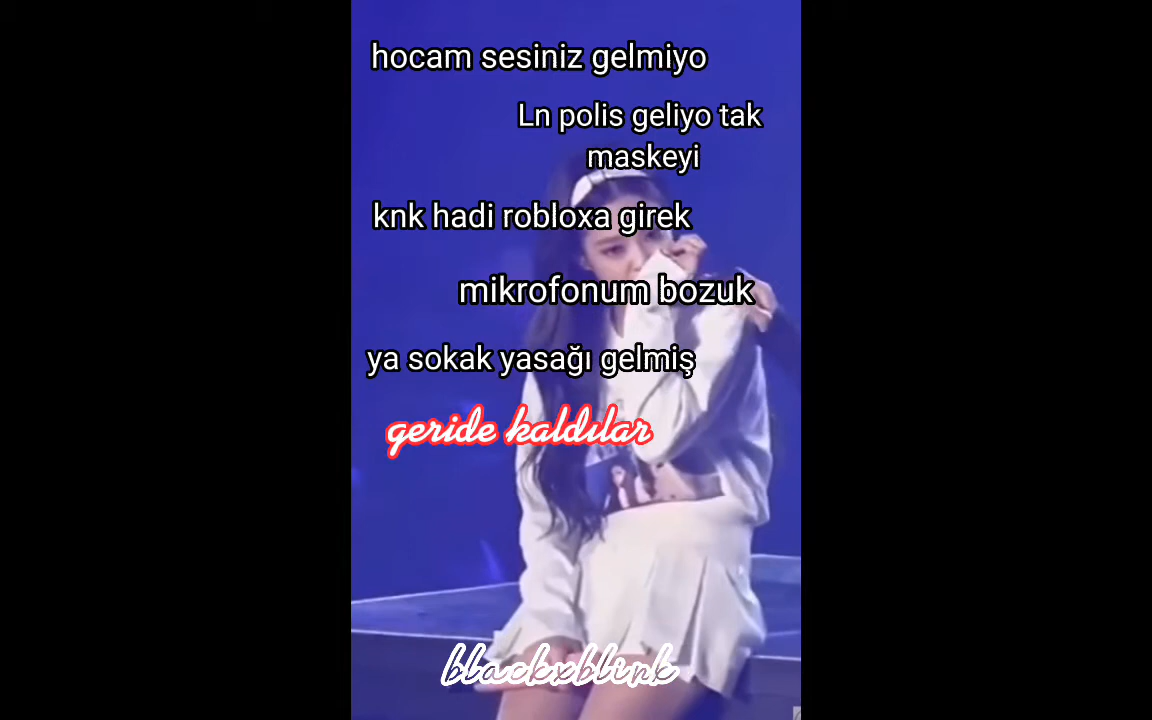 hocam sesiniz gelmiyo
Ln polis geliyo tak
maskeyi
knk hadi robloxa girek
mikrofonum bozuk
ya sokak yasağı gelmiş
geride kaldılar
blackxblink